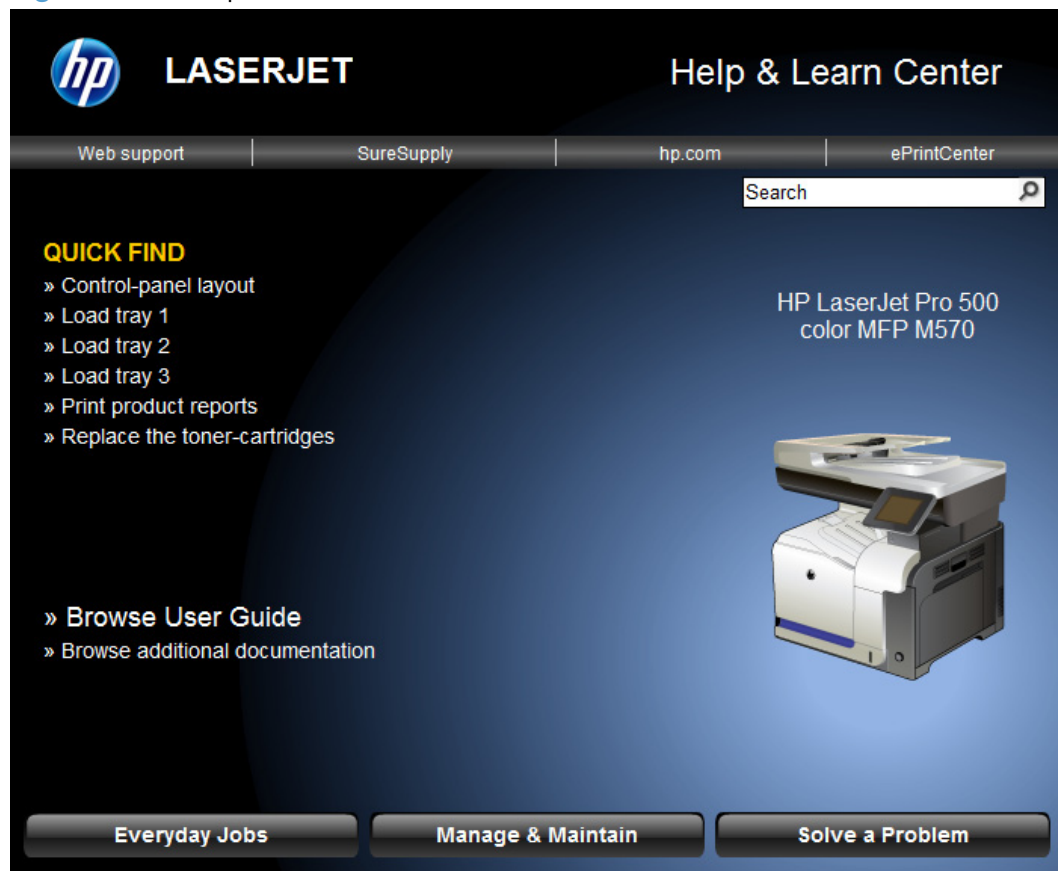 hp LASERJET Help & Learn Center
Web support SureSupply hp.com ePrintCenter
Search
QUICK FIND
» Control-panel layout
» Load tray 1
» Load tray 2
» Load tray 3
» Print product reports
» Replace the toner-cartridges
HP LaserJet Pro 500
color MFP M570
» Browse User Guide
» Browse additional documentation
Everyday Jobs Manage & Maintain Solve a Problem